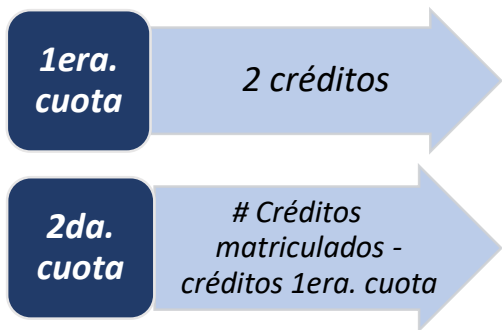 1era.
cuota
2 créditos
2da.
cuota
# Créditos
matriculados -
créditos 1era. cuota